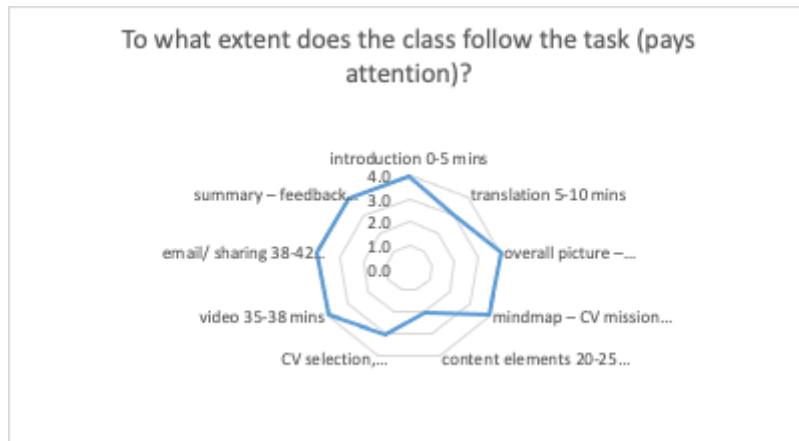 To what extent does the class follow the task (pays
attention)?
introduction 0-5 mins
4.0
summary – feedback...
3.0
translation 5-10 mins
2.0
email/ sharing 38-42...
1.0
overall picture –...
0.0
video 35-38 mins
mindmap – CV mission...
CV selection,...
content elements 20-25...